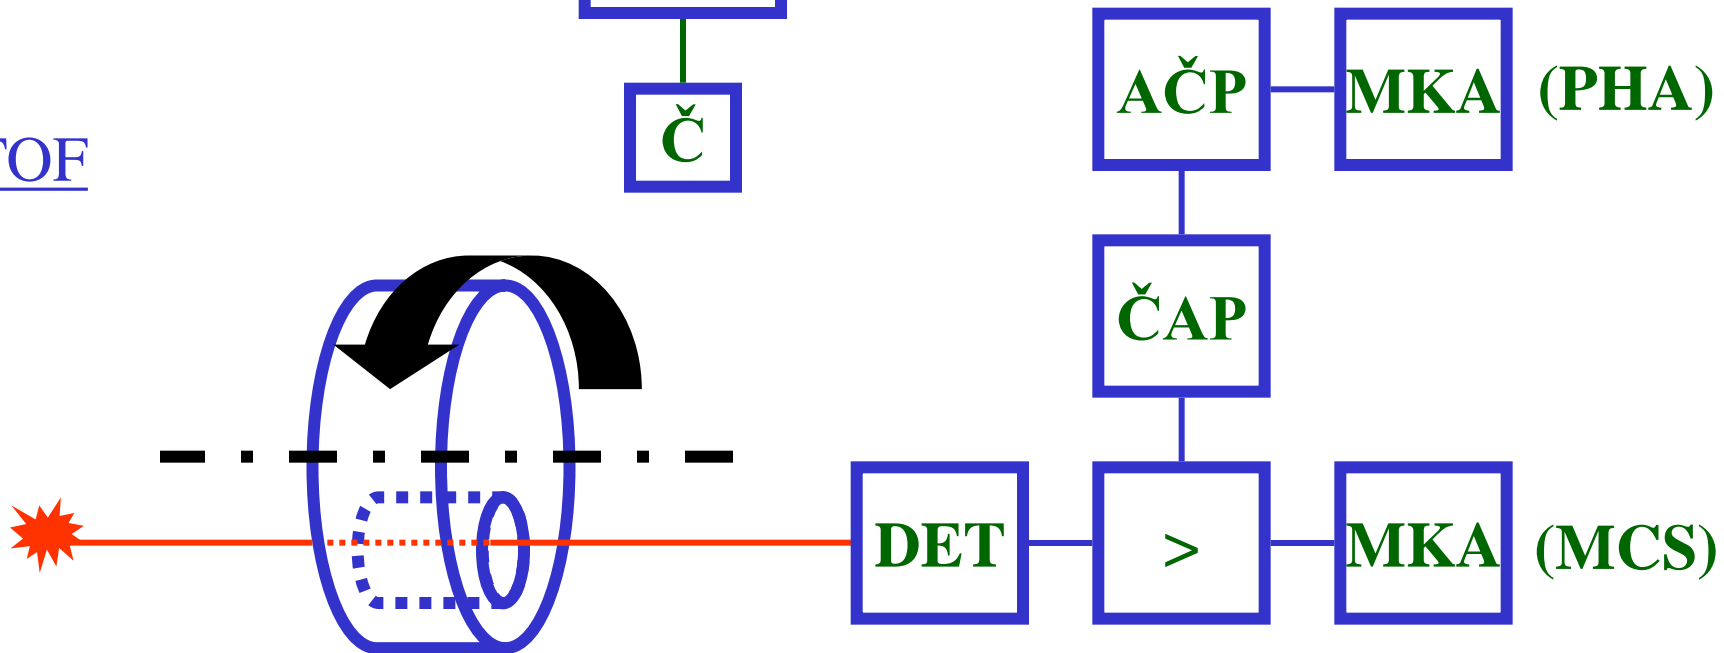 AČP MKA (PHA)
Č
TOF
ČAP
DET > MKA (MCS)